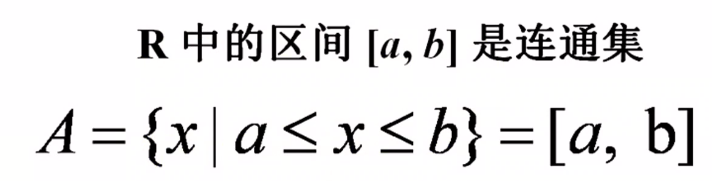 R 中的区间 [a, b] 是连通集
A = {x | a ≤ x ≤ b} = [a, b]